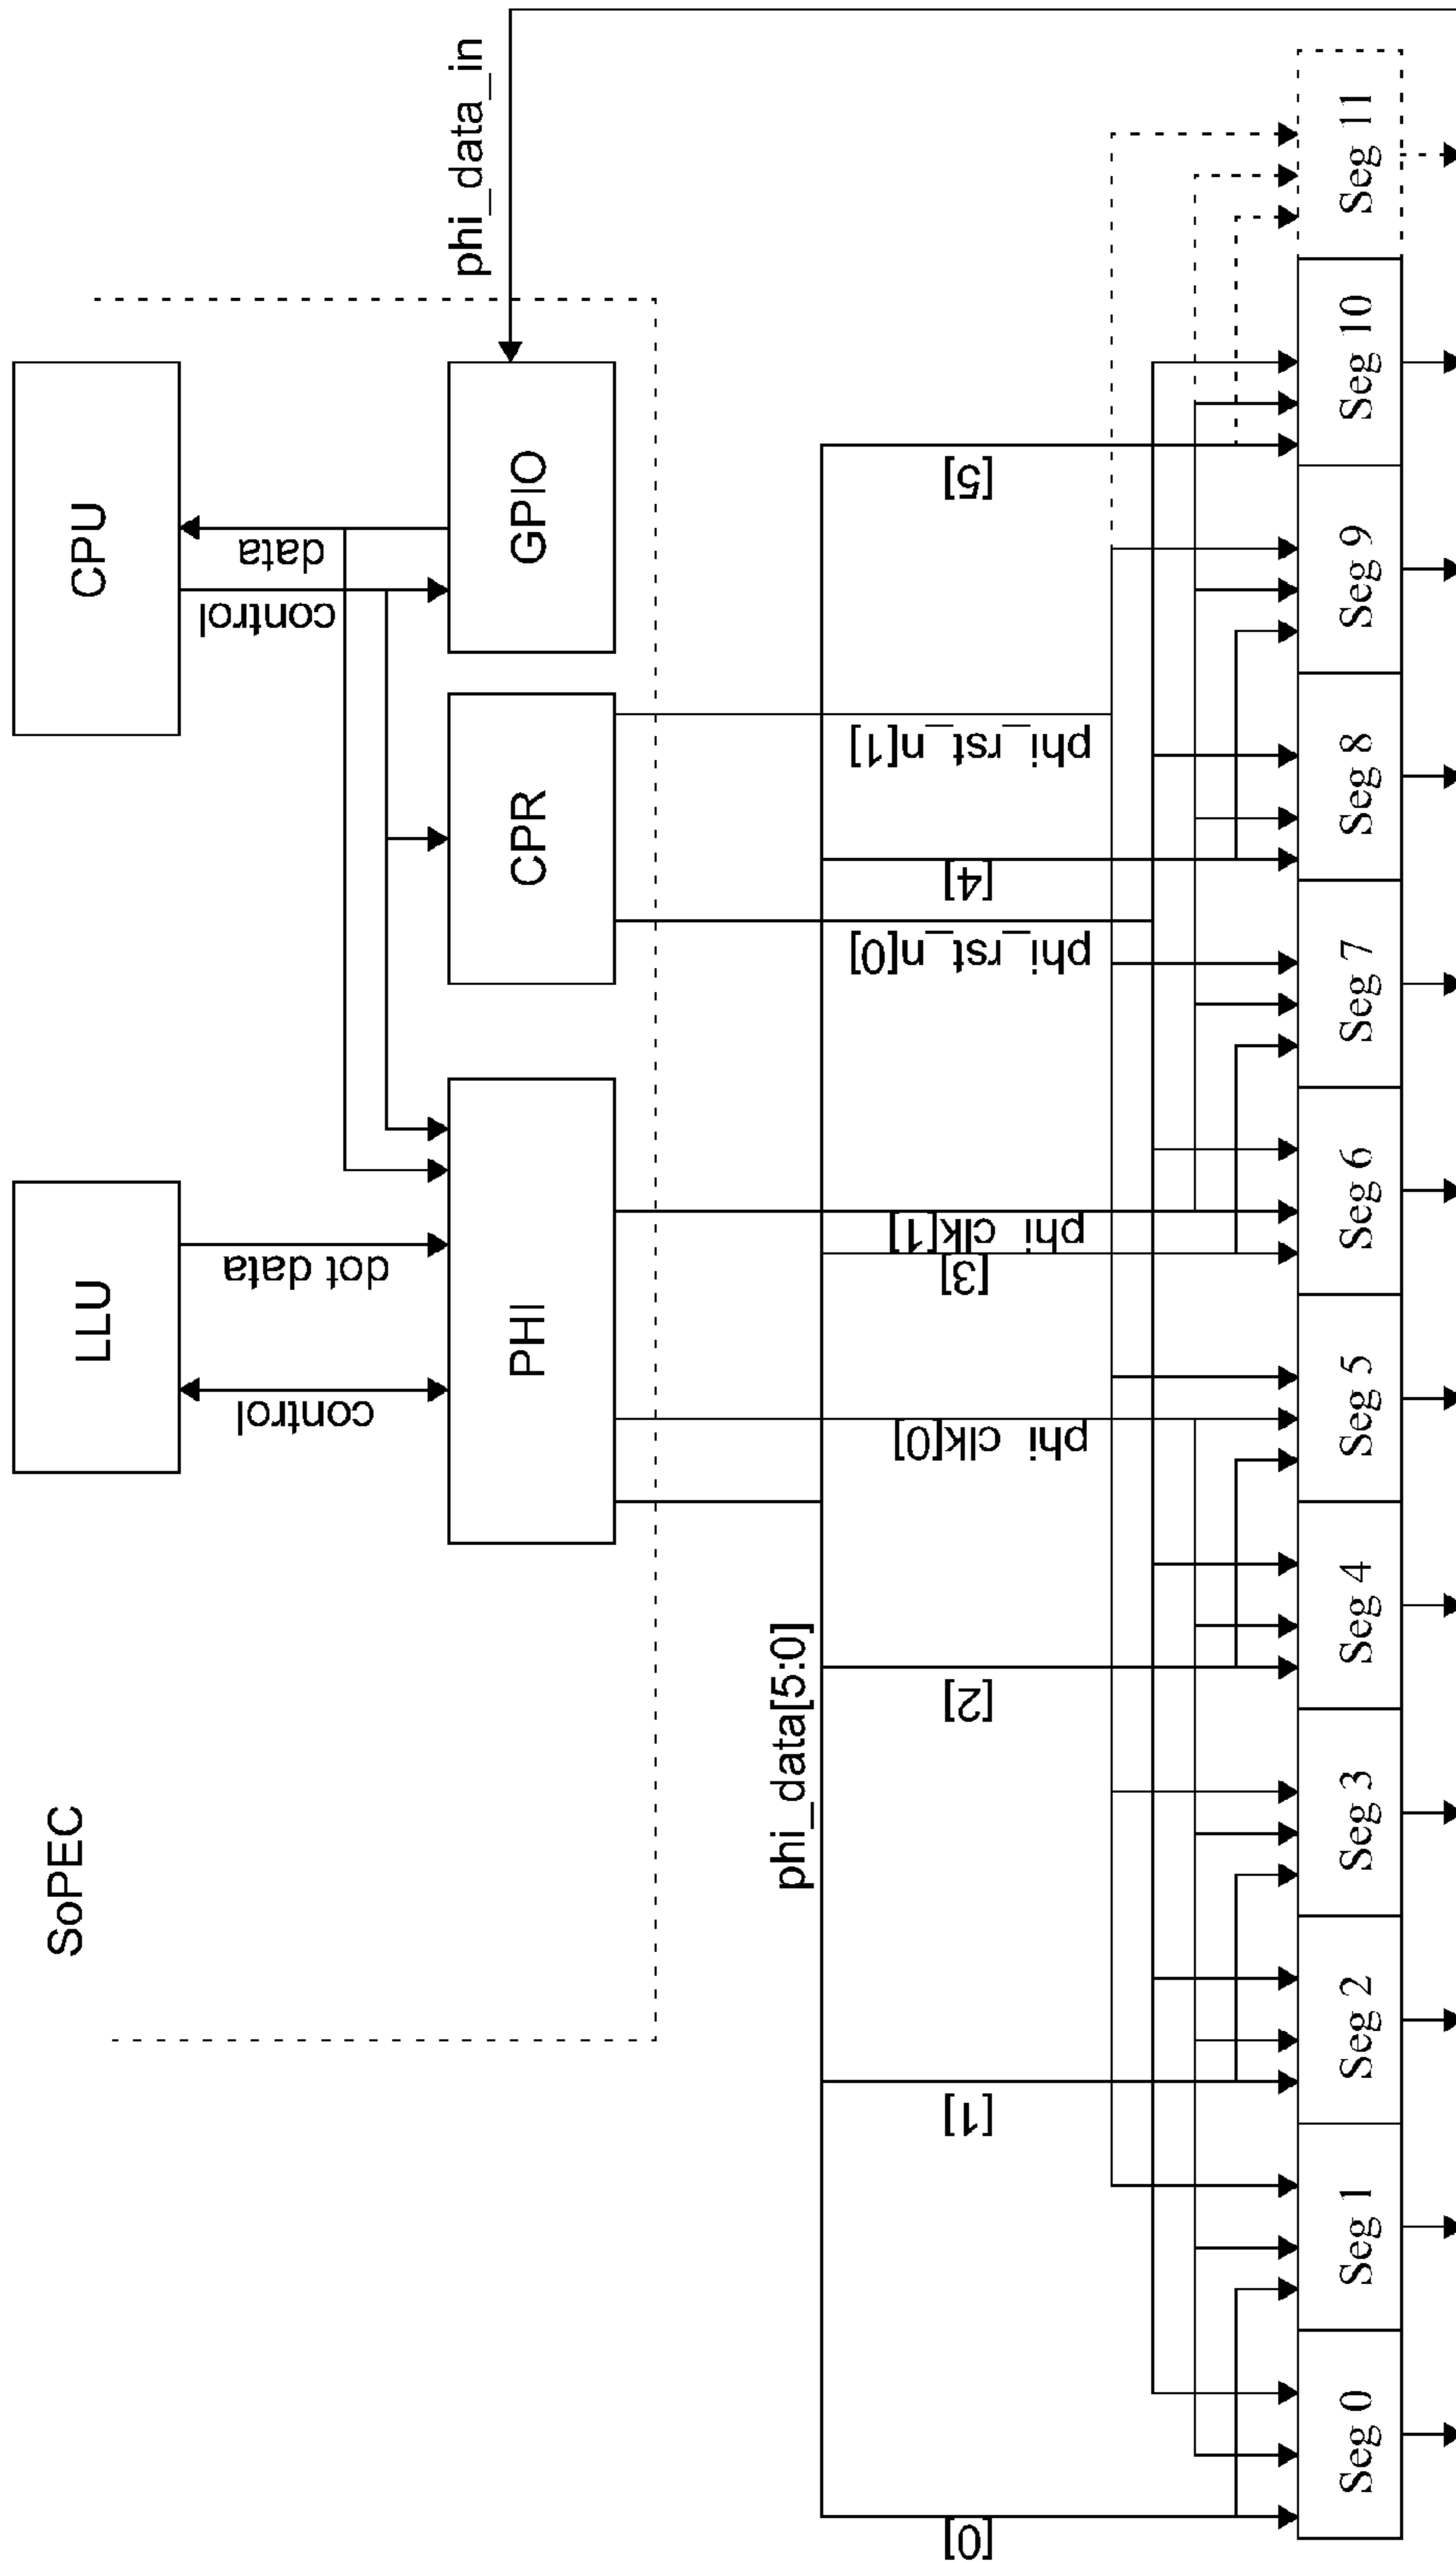 SoPEC
LLU
CPU
control
dot data
control
data
PHI
CPR
GPIO
phi_data_in
phi_data[5:0]
phi_clk[0]
phi_clk[1]
phi_rst_n[0]
phi_rst_n[1]
[0]
[1]
[2]
[3]
[4]
[5]
Seg 0
Seg 1
Seg 2
Seg 3
Seg 4
Seg 5
Seg 6
Seg 7
Seg 8
Seg 9
Seg 10
Seg 11